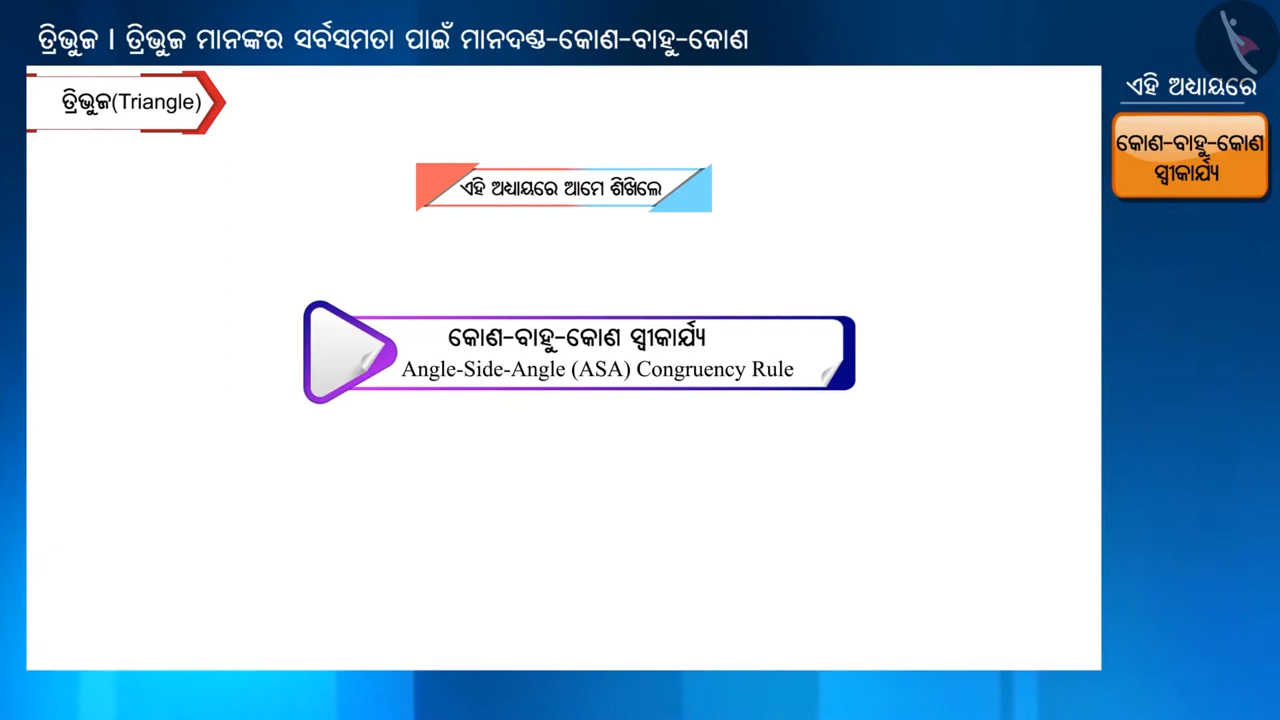 ତ୍ରିଭୁଜ । ତ୍ରିଭୁଜ ମାନଙ୍କର ସର୍ବସମତା ପାଇଁ ମାନଦଣ୍ଡ-କୋଣ-ବାହୁ-କୋଣ
ତ୍ରିଭୁଜ(Triangle)
ଏହି ଅଧ୍ୟାୟରେ ଆମେ ଶିଖିଲେ
କୋଣ-ବାହୁ-କୋଣ ସ୍ୱୀକାର୍ଯ୍ୟ
Angle-Side-Angle (ASA) Congruency Rule
ଏହି ଅଧ୍ୟାୟରେ
କୋଣ-ବାହୁ-କୋଣ
ସ୍ୱୀକାର୍ଯ୍ୟ